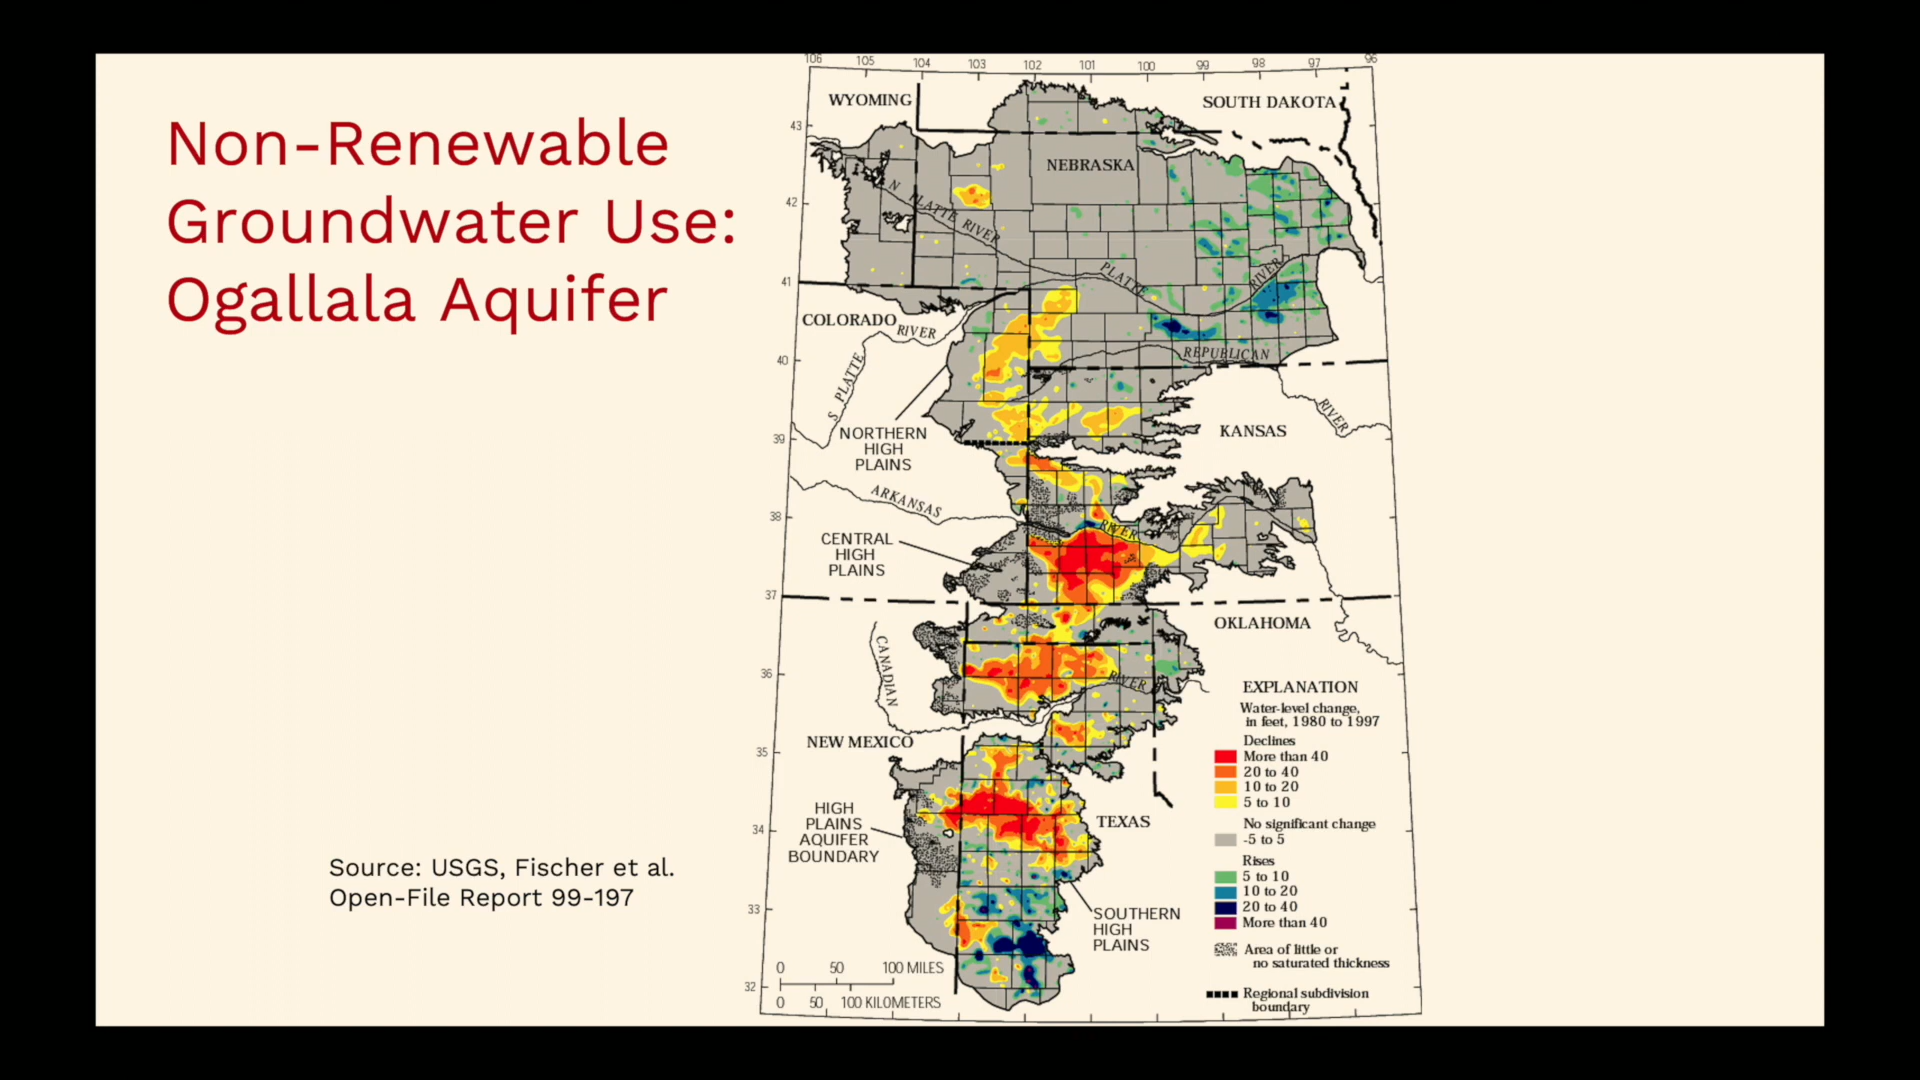 Non-Renewable
Groundwater Use:
Ogallala Aquifer
Source: USGS, Fischer et al.
Open-File Report 99-197
106 105 104 103 102 101 100 99 98 97 96
WYOMING
SOUTH DAKOTA
43
NEBRASKA
42
N PLATTE RIVER
PLATTE RIVER
41
COLORADO
S PLATTE RIVER
REPUBLICAN RIVER
40
KANSAS
39
NORTHERN
HIGH
PLAINS
ARKANSAS RIVER
38
CENTRAL
HIGH
PLAINS
37
OKLAHOMA
CANADIAN RIVER
36
NEW MEXICO
35
HIGH
PLAINS
AQUIFER
BOUNDARY
34
TEXAS
33
SOUTHERN
HIGH
PLAINS
32
0 50 100 MILES
0 50 100 KILOMETERS
EXPLANATION
Water-level change,
in feet, 1980 to 1997
Declines
More than 40
20 to 40
10 to 20
5 to 10
No significant change
-5 to 5
Rises
5 to 10
10 to 20
20 to 40
More than 40
Area of little or
no saturated thickness
Regional subdivision
boundary